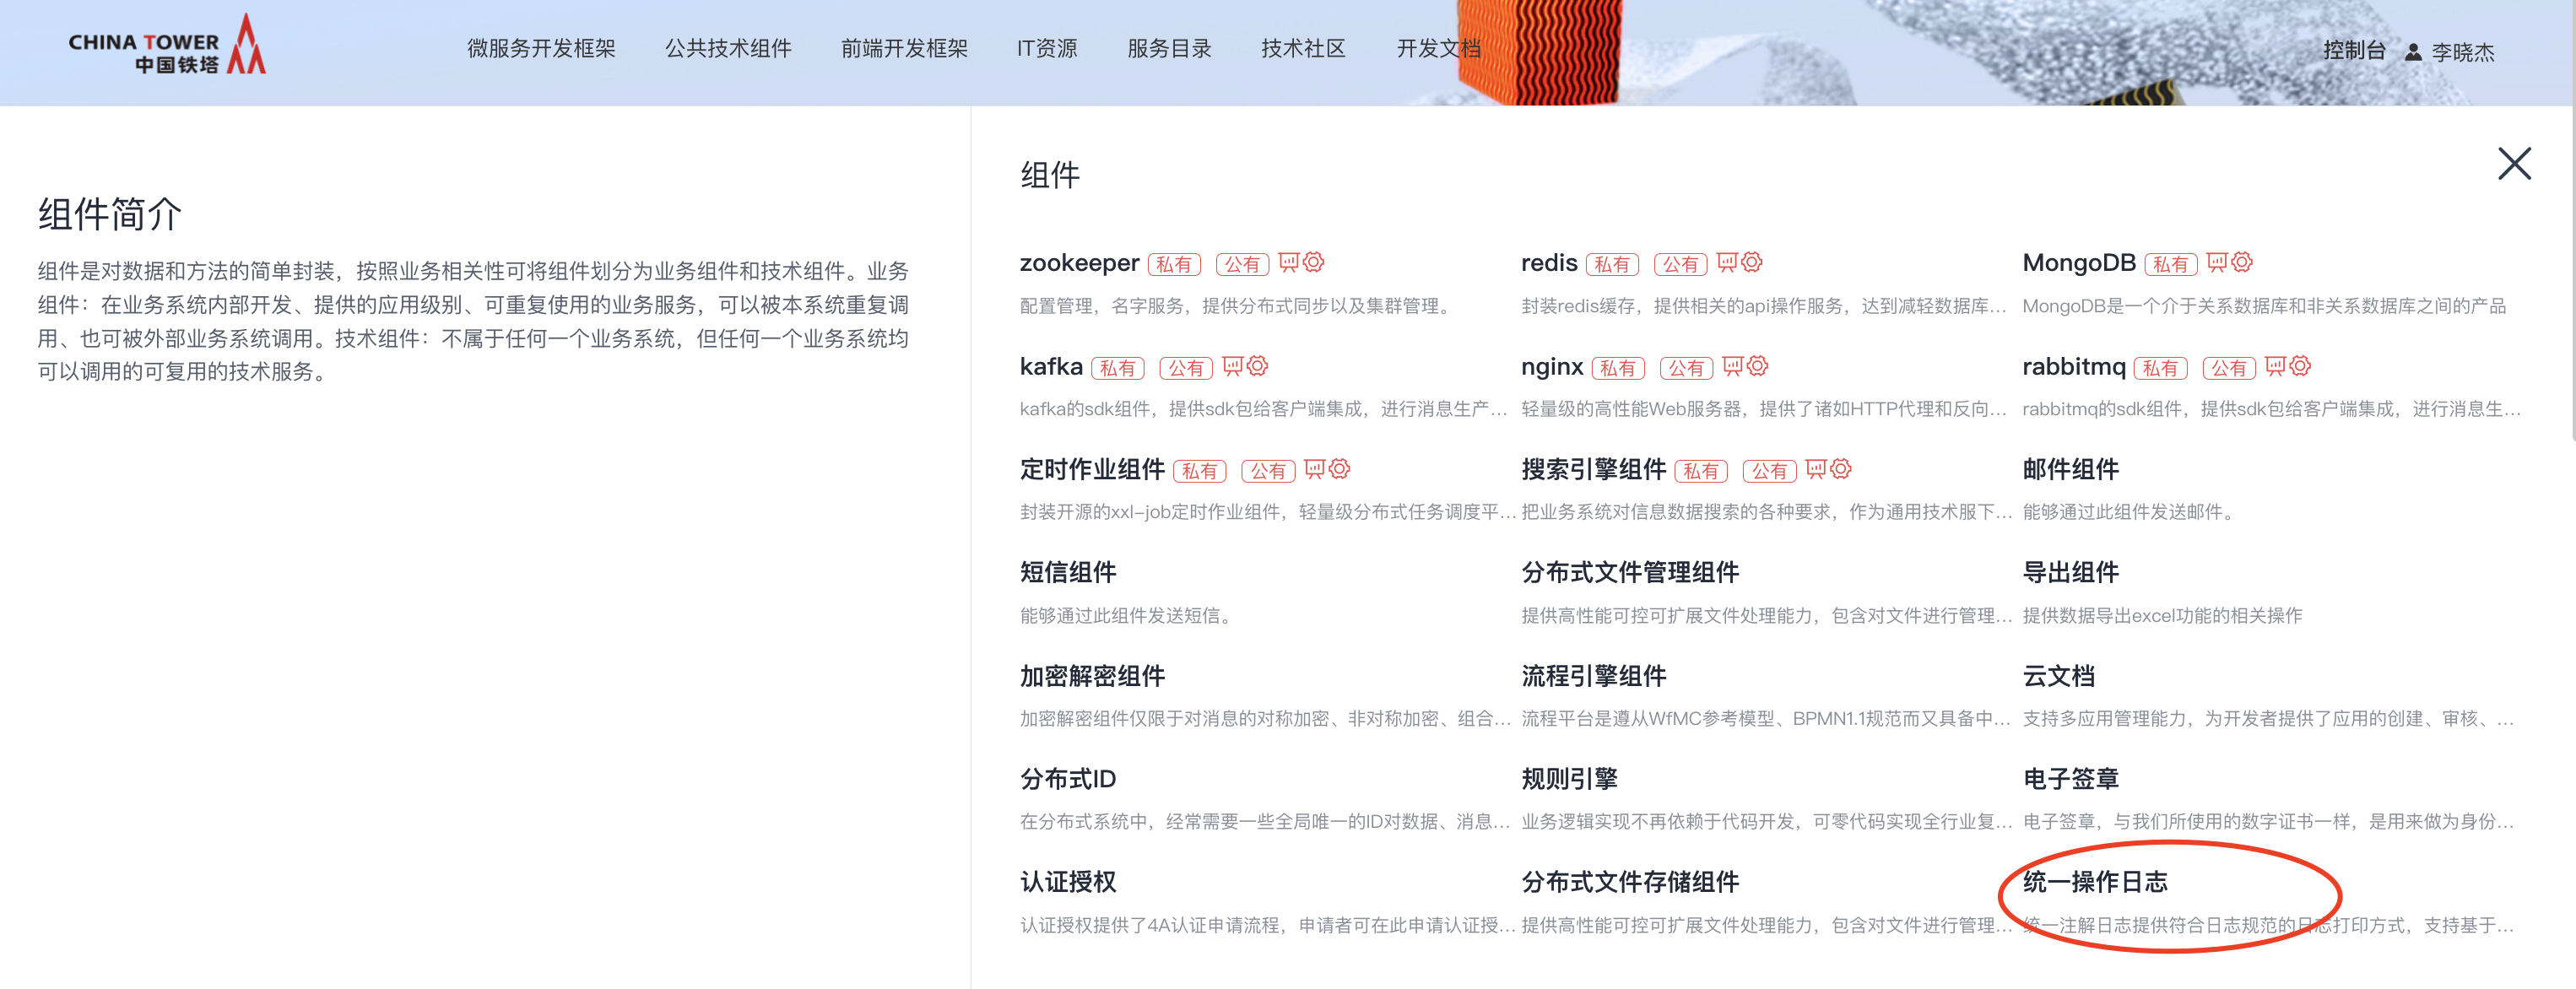 CHINA TOWER
中国铁塔
微服务开发框架 公共技术组件 前端开发框架 IT资源 服务目录 技术社区 开发文档 控制台 李晓杰
组件简介
组件是对数据和方法的简单封装，按照业务相关性可将组件划分为业务组件和技术组件。业务
组件：在业务系统内部开发、提供的应用级别、可重复使用的业务服务，可以被本系统重复调
用、也可被外部业务系统调用。技术组件：不属于任何一个业务系统，但任何一个业务系统均
可以调用的可复用的技术服务。
组件
zookeeper 私有 公有
配置管理，名字服务，提供分布式同步以及集群管理。
redis 私有 公有
封装redis缓存，提供相关的api操作服务，达到减轻数据库...
MongoDB 私有
MongoDB是一个介于关系数据库和非关系数据库之间的产品
kafka 私有 公有
kafka的sdk组件，提供sdk包给客户端集成，进行消息生产...
nginx 私有 公有
轻量级的高性能Web服务器，提供了诸如HTTP代理和反向...
rabbitmq 私有 公有
rabbitmq的sdk组件，提供sdk包给客户端集成，进行消息生...
定时作业组件 私有 公有
封装开源的xxl-job定时作业组件，轻量级分布式任务调度平...
搜索引擎组件 私有 公有
把业务系统对信息数据搜索的各种要求，作为通用技术服下...
邮件组件
能够通过此组件发送邮件。
短信组件
能够通过此组件发送短信。
分布式文件管理组件
提供高性能可控可扩展文件处理能力，包含对文件进行管理...
导出组件
提供数据导出excel功能的相关操作
加密解密组件
加密解密组件仅限于对消息的对称加密、非对称加密、组合...
流程引擎组件
流程平台是遵从WfMC参考模型、BPMN1.1规范而又具备中...
云文档
支持多应用管理能力，为开发者提供了应用的创建、审核、...
分布式ID
在分布式系统中，经常需要一些全局唯一的ID对数据、消息...
规则引擎
业务逻辑实现不再依赖于代码开发，可零代码实现全行业复...
电子签章
电子签章，与我们所使用的数字证书一样，是用来做为身份...
认证授权
认证授权提供了4A认证申请流程，申请者可在此申请认证授...
分布式文件存储组件
提供高性能可控可扩展文件处理能力，包含对文件进行管理...
统一操作日志
统一注解日志提供符合日志规范的日志打印方式，支持基于...